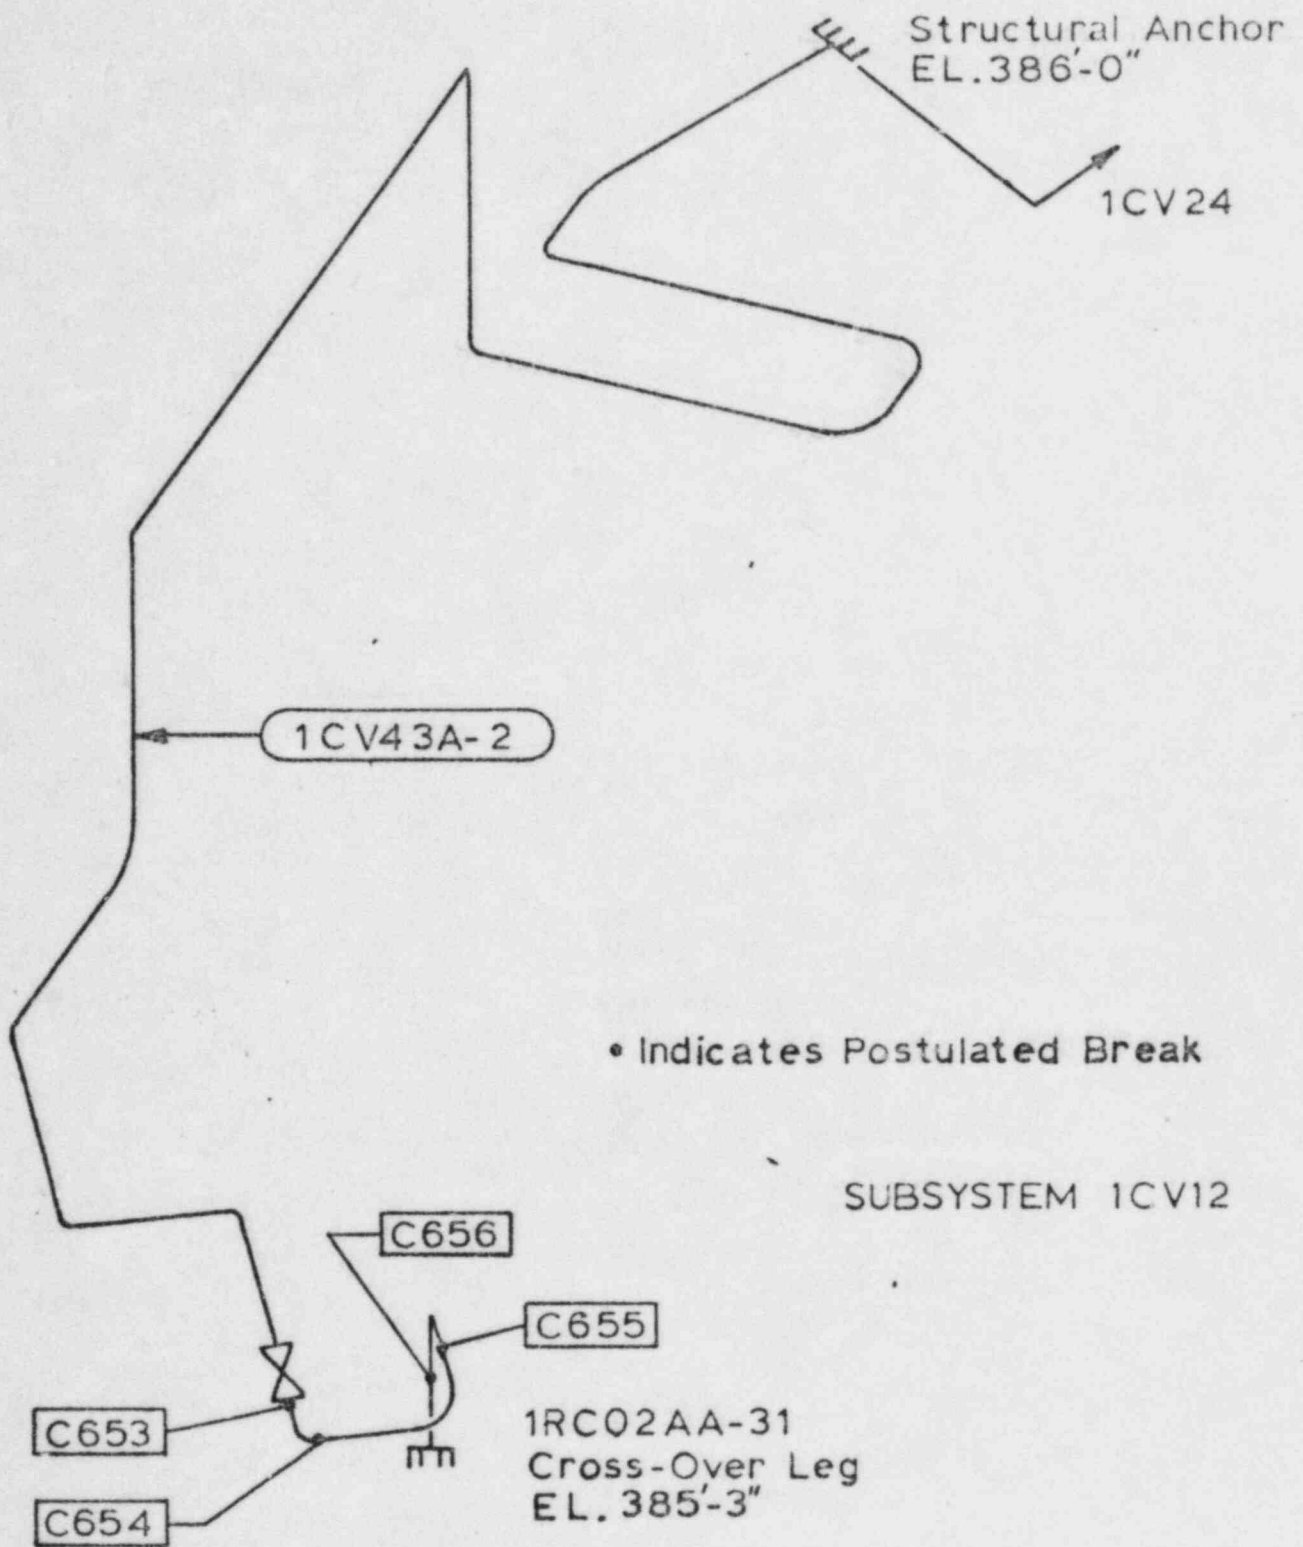 Structural Anchor
EL.386'-0"
1CV24
1CV43A-2
• Indicates Postulated Break
SUBSYSTEM 1CV12
C656
C655
C653
1RC02AA-31
Cross-Over Leg
EL. 385'-3"
C654